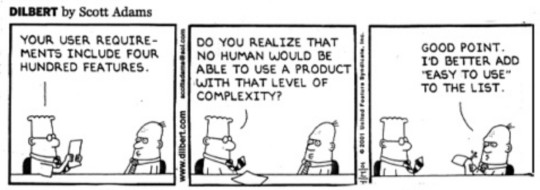 DILBERT by Scott Adams
YOUR USER REQUIRE-
MENTS INCLUDE FOUR
HUNDRED FEATURES.
DO YOU REALIZE THAT
NO HUMAN WOULD BE
ABLE TO USE A PRODUCT
WITH THAT LEVEL OF
COMPLEXITY?
GOOD POINT.
I'D BETTER ADD
"EASY TO USE"
TO THE LIST.
www.dilbert.com
scottadams@aol.com
© 2001 United Feature Syndicate, Inc.